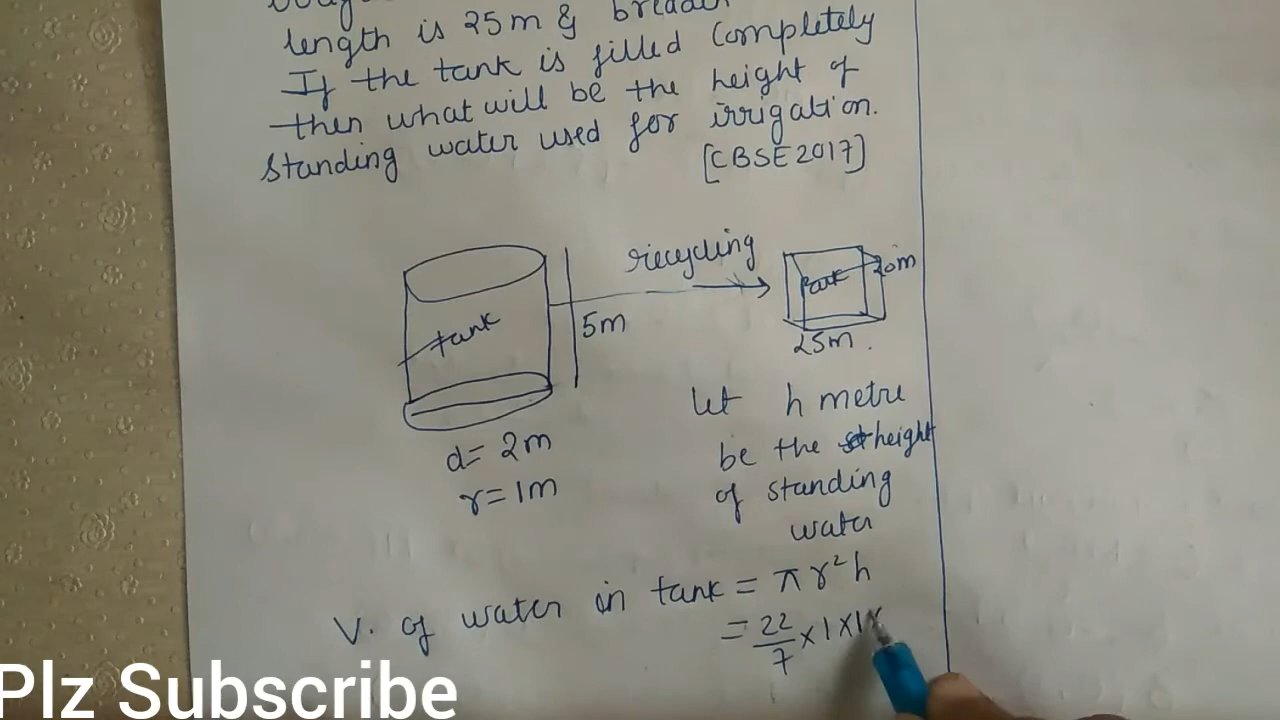 length is 25m & breadth
If the tank is filled completely
then what will be the height of
standing water used for irrigation.
[CBSE 2017]
recycling
tank
5m
tank
20m
25m.
d = 2m
r = 1m
let h metre
be the height
of standing
water
V. of water in tank = πr²h
= 22/7 × 1 × 1 ×
Plz Subscribe